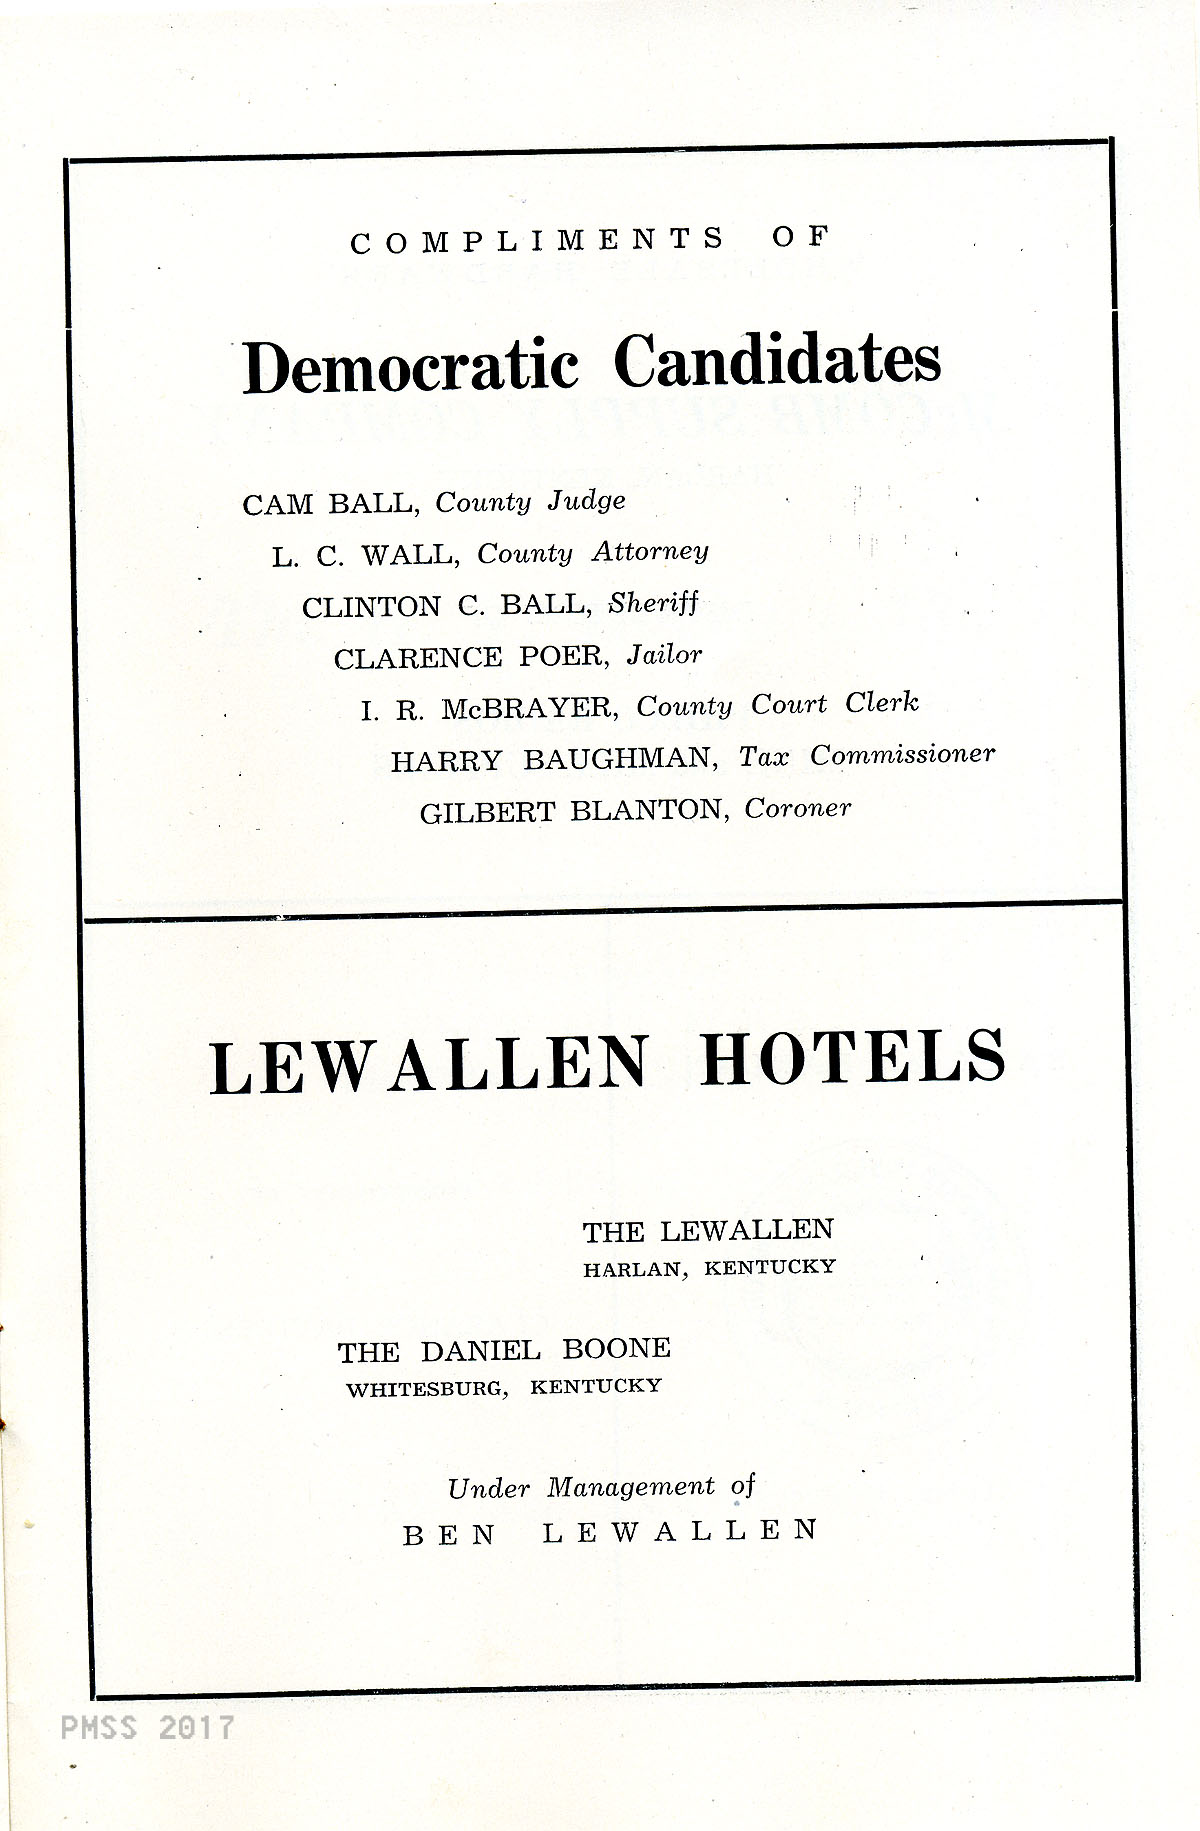 COMPLIMENTS OF
Democratic Candidates
CAM BALL, County Judge
L. C. WALL, County Attorney
CLINTON C. BALL, Sheriff
CLARENCE POER, Jailor
I. R. McBRAYER, County Court Clerk
HARRY BAUGHMAN, Tax Commissioner
GILBERT BLANTON, Coroner
LEWALLEN HOTELS
THE LEWALLEN
HARLAN, KENTUCKY
THE DANIEL BOONE
WHITESBURG, KENTUCKY
Under Management of
BEN LEWALLEN
PMSS 2017